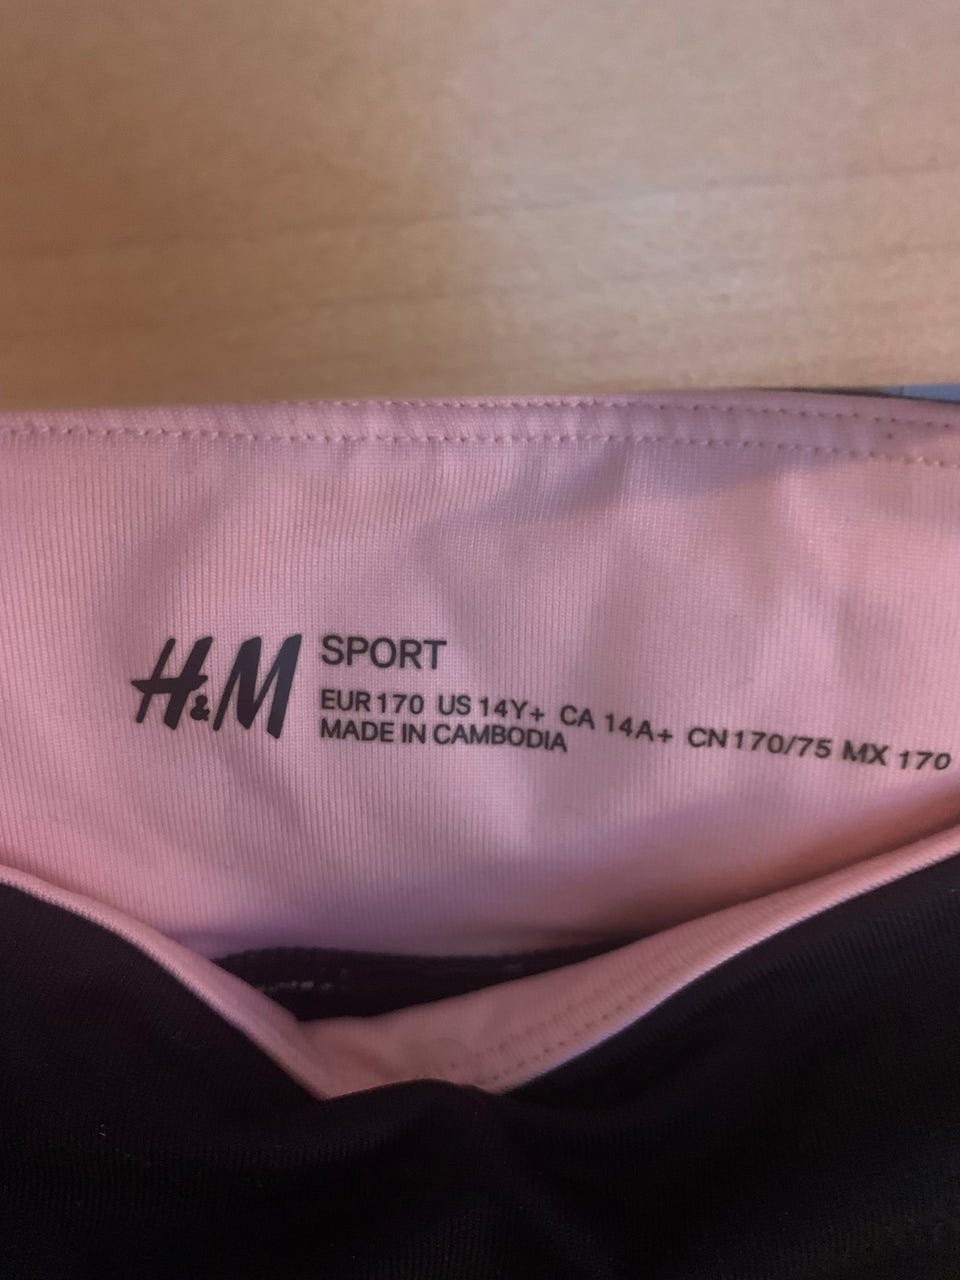 H&M SPORT
EUR 170 US 14Y+ CA 14A+ CN 170/75 MX 170
MADE IN CAMBODIA